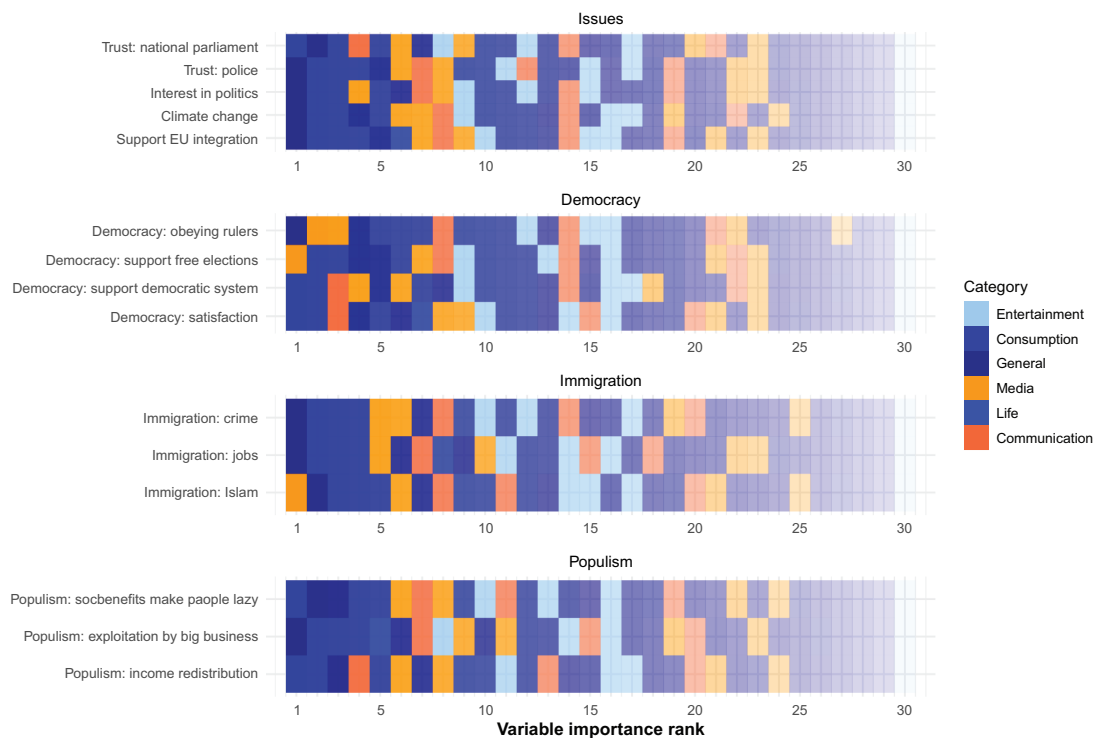 Issues
Trust: national parliament
Trust: police
Interest in politics
Climate change
Support EU integration
1 5 10 15 20 25 30
Democracy
Democracy: obeying rulers
Democracy: support free elections
Democracy: support democratic system
Democracy: satisfaction
1 5 10 15 20 25 30
Immigration
Immigration: crime
Immigration: jobs
Immigration: Islam
1 5 10 15 20 25 30
Populism
Populism: socbenefits make paople lazy
Populism: exploitation by big business
Populism: income redistribution
1 5 10 15 20 25 30
Variable importance rank
Category
Entertainment
Consumption
General
Media
Life
Communication